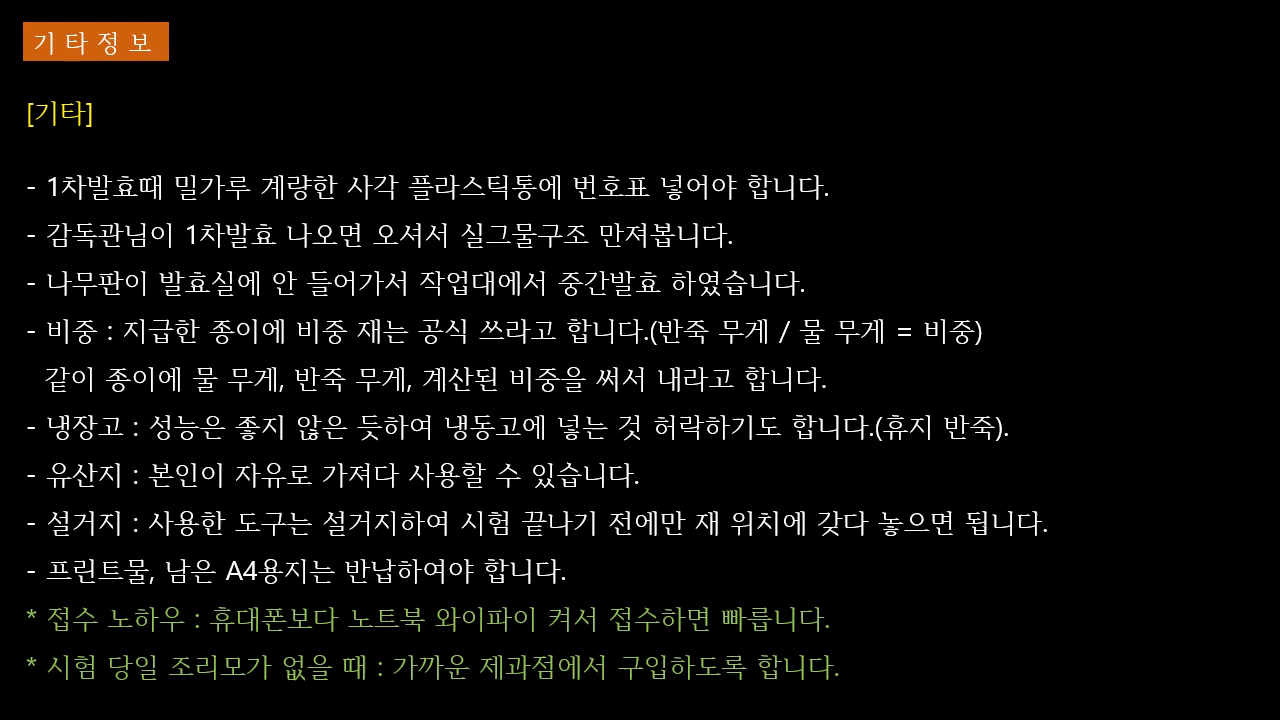 기 타 정 보
[기타]
- 1차발효때 밀가루 계량한 사각 플라스틱통에 번호표 넣어야 합니다.
- 감독관님이 1차발효 나오면 오셔서 실그물구조 만져봅니다.
- 나무판이 발효실에 안 들어가서 작업대에서 중간발효 하였습니다.
- 비중 : 지급한 종이에 비중 재는 공식 쓰라고 합니다.(반죽 무게 / 물 무게 = 비중)
같이 종이에 물 무게, 반죽 무게, 계산된 비중을 써서 내라고 합니다.
- 냉장고 : 성능은 좋지 않은 듯하여 냉동고에 넣는 것 허락하기도 합니다.(휴지 반죽).
- 유산지 : 본인이 자유로 가져다 사용할 수 있습니다.
- 설거지 : 사용한 도구는 설거지하여 시험 끝나기 전에만 재 위치에 갖다 놓으면 됩니다.
- 프린트물, 남은 A4용지는 반납하여야 합니다.
* 접수 노하우 : 휴대폰보다 노트북 와이파이 켜서 접수하면 빠릅니다.
* 시험 당일 조리모가 없을 때 : 가까운 제과점에서 구입하도록 합니다.